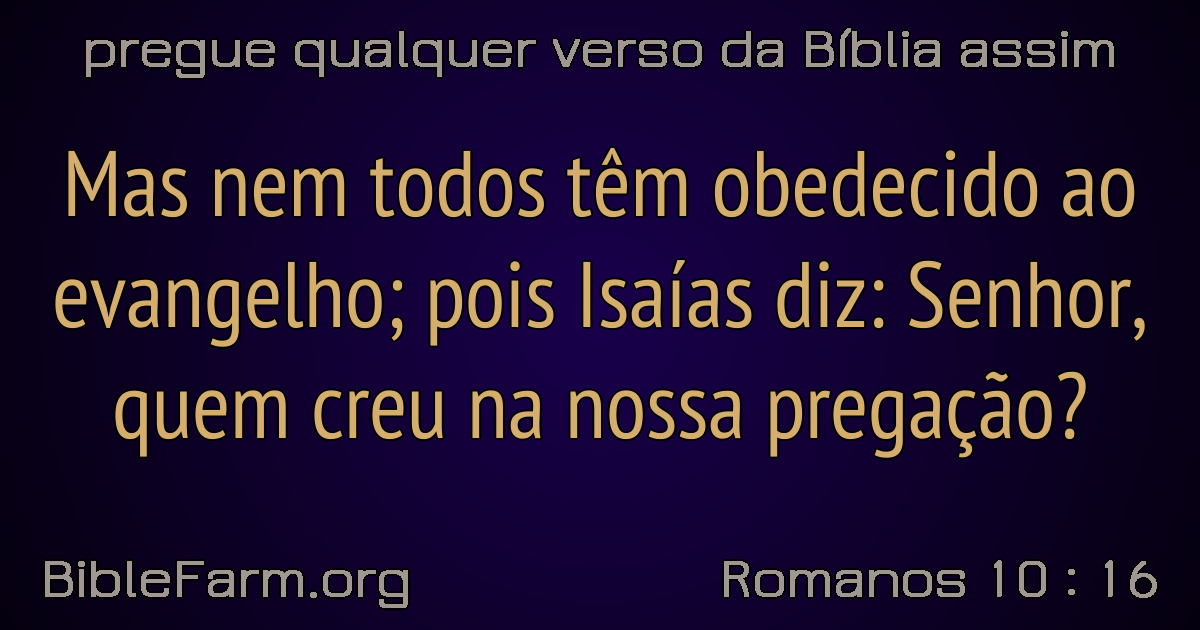 pregue qualquer verso da Bíblia assim
Mas nem todos têm obedecido ao
evangelho; pois Isaías diz: Senhor,
quem creu na nossa pregação?
BibleFarm.org
Romanos 10 : 16